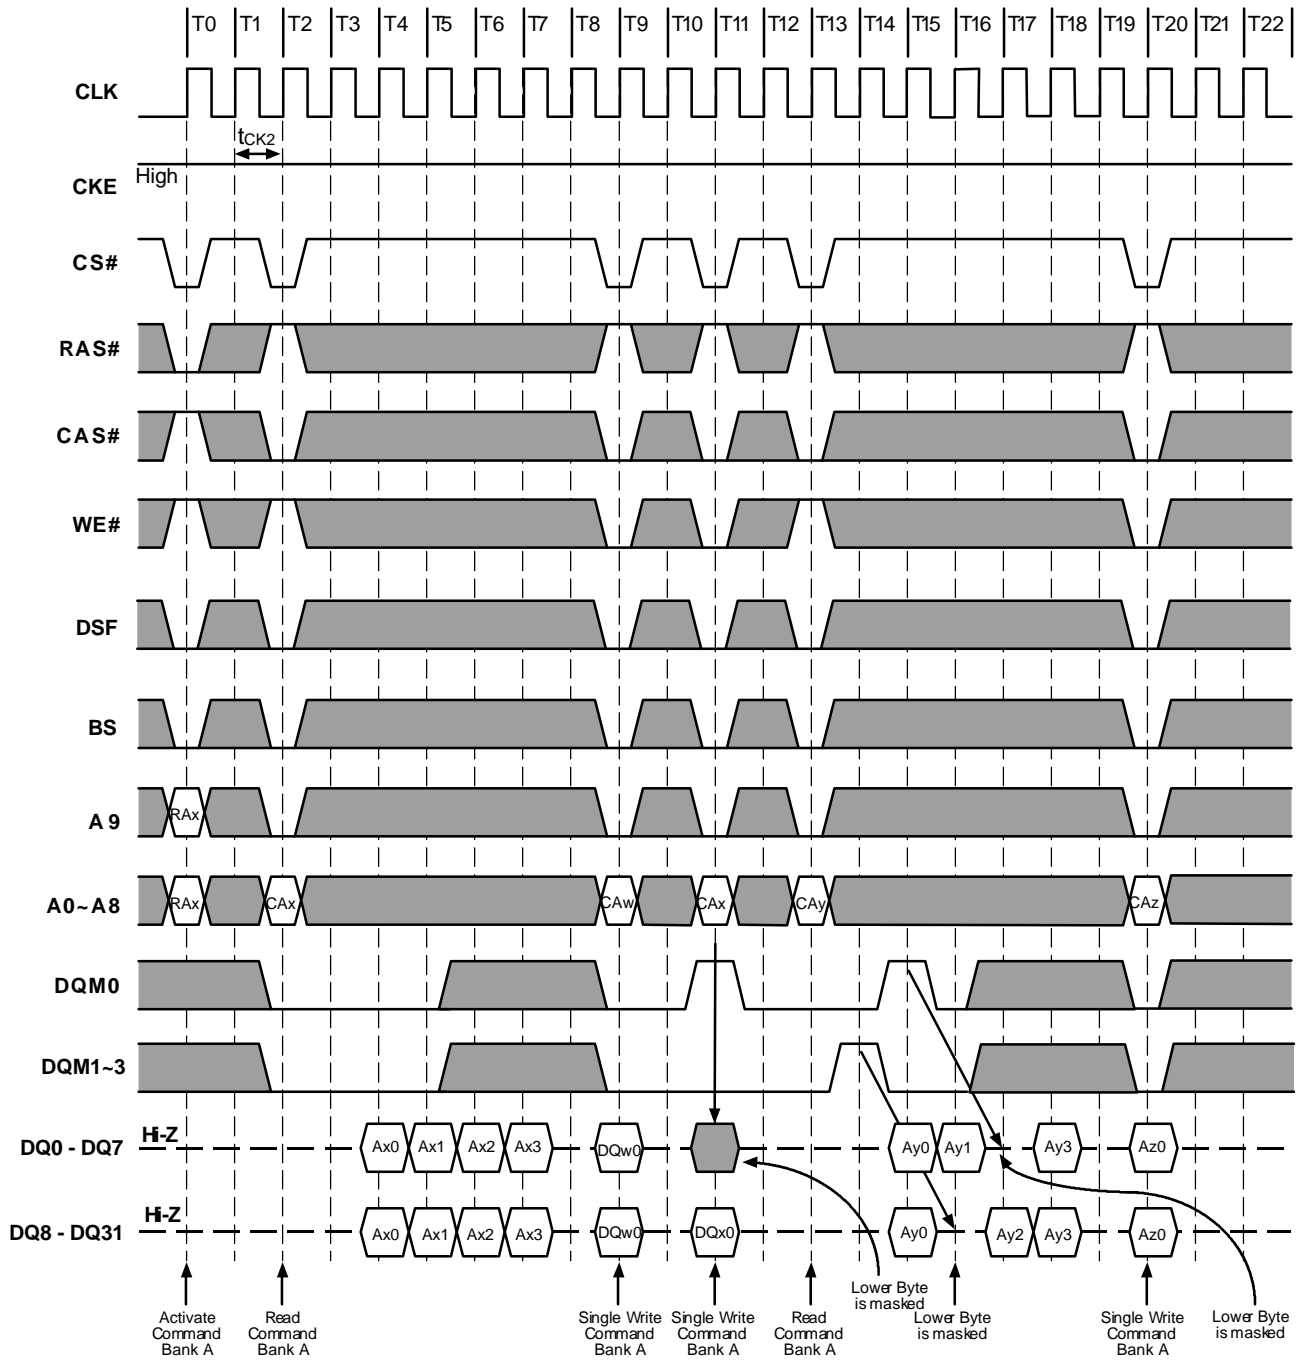 T0 T1 T2 T3 T4 T5 T6 T7 T8 T9 T10 T11 T12 T13 T14 T15 T16 T17 T18 T19 T20 T21 T22
CLK
tCK2
High
CKE
CS#
RAS#
CAS#
WE#
DSF
BS
A9
RAx
A0~A8
RAx CAx CAw CAx CAy CAz
DQM0
DQM1~3
DQ0 - DQ7
Hi-Z
Ax0 Ax1 Ax2 Ax3 DQw0 Ay0 Ay1 Ay3 Az0
DQ8 - DQ31
Hi-Z
Ax0 Ax1 Ax2 Ax3 DQw0 DQx0 Ay0 Ay2 Ay3 Az0
Activate
Command
Bank A
Read
Command
Bank A
Single Write
Command
Bank A
Single Write
Command
Bank A
Read
Command
Bank A
Lower Byte
is masked
Lower Byte
is masked
Single Write
Command
Bank A
Lower Byte
is masked